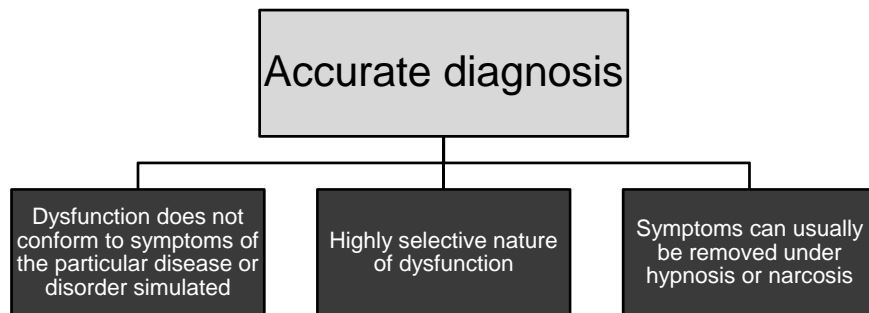 Accurate diagnosis
Dysfunction does not
conform to symptoms of
the particular disease or
disorder simulated
Highly selective nature
of dysfunction
Symptoms can usually
be removed under
hypnosis or narcosis